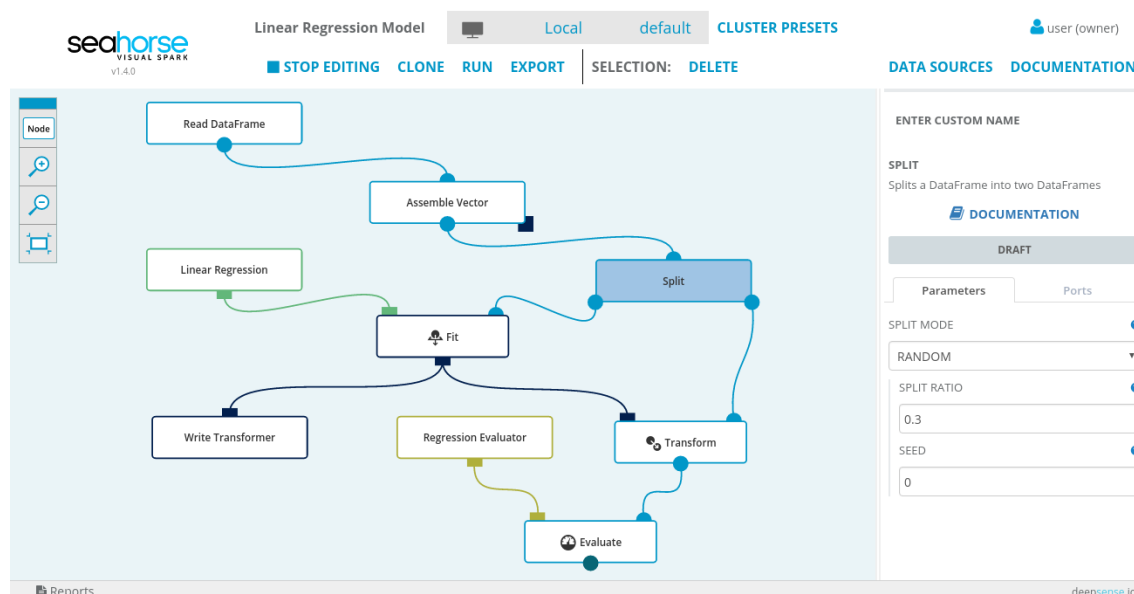 seahorse
VISUAL SPARK
v1.4.0
Linear Regression Model
Local
default
CLUSTER PRESETS
user (owner)
STOP EDITING
CLONE
RUN
EXPORT
SELECTION:
DELETE
DATA SOURCES
DOCUMENTATION
Node
Read DataFrame
Assemble Vector
Linear Regression
Split
Fit
Write Transformer
Regression Evaluator
Transform
Evaluate
ENTER CUSTOM NAME
SPLIT
Splits a DataFrame into two DataFrames
DOCUMENTATION
DRAFT
Parameters
Ports
SPLIT MODE
RANDOM
SPLIT RATIO
0.3
SEED
0
Reports
deepsense.io